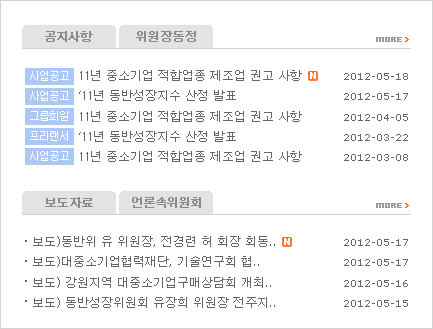 공지사항 위원장동정 MORE
사업공고 11년 중소기업 적합업종 제조업 권고 사항 N 2012-05-18
사업공고 '11년 동반성장지수 산정 발표 2012-05-17
그룹회원 11년 중소기업 적합업종 제조업 권고 사항 2012-04-05
프리랜서 '11년 동반성장지수 산정 발표 2012-03-22
사업공고 11년 중소기업 적합업종 제조업 권고 사항 2012-03-08
보도자료 언론속위원회 MORE
· 보도)동반위 유 위원장, 전경련 허 회장 회동.. N 2012-05-17
· 보도)대중소기업협력재단, 기술연구회 협.. 2012-05-17
· 보도) 강원지역 대중소기업구매상담회 개최.. 2012-05-16
· 보도) 동반성장위원회 유장희 위원장 전주지.. 2012-05-15